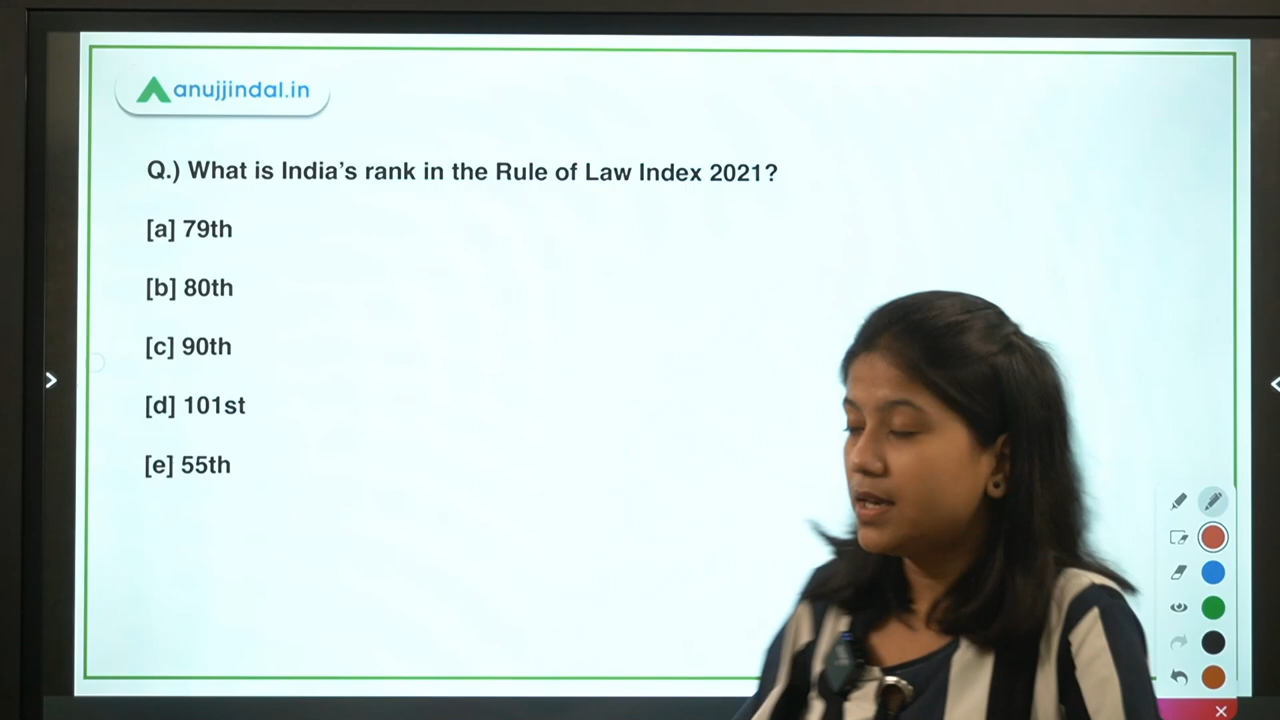 anujjindal.in
Q.) What is India’s rank in the Rule of Law Index 2021?
[a] 79th
[b] 80th
[c] 90th
[d] 101st
[e] 55th